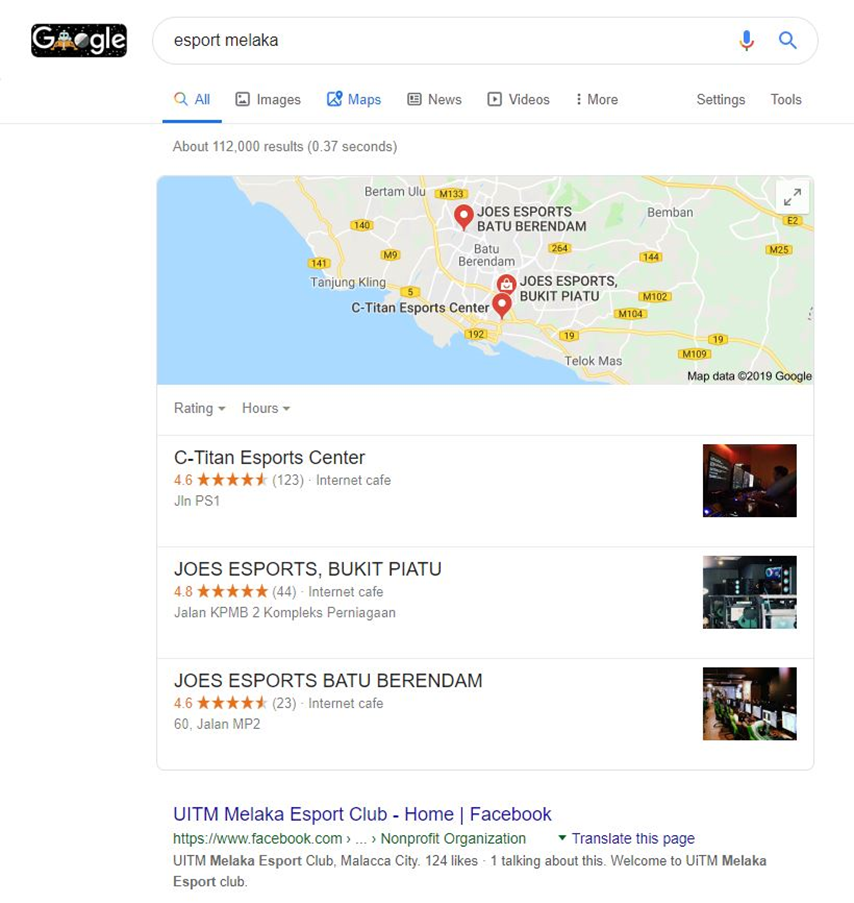 Google
esport melaka
All Images Maps News Videos More Settings Tools
About 112,000 results (0.37 seconds)
Bertam Ulu M133
JOES ESPORTS
BATU BERENDAM
Bemban
140 E2
Batu
Berendam
264 M25
M9 144
141
Tanjung Kling
JOES ESPORTS,
BUKIT PIATU
5 M102
C-Titan Esports Center M104
192 19 19
M109
Telok Mas
Map data ©2019 Google
Rating Hours
C-Titan Esports Center
4.6 (123) · Internet cafe
Jln PS1
JOES ESPORTS, BUKIT PIATU
4.8 (44) · Internet cafe
Jalan KPMB 2 Kompleks Perniagaan
JOES ESPORTS BATU BERENDAM
4.6 (23) · Internet cafe
60, Jalan MP2
UITM Melaka Esport Club - Home | Facebook
https://www.facebook.com › ... › Nonprofit Organization Translate this page
UITM Melaka Esport Club, Malacca City. 124 likes · 1 talking about this. Welcome to UiTM Melaka
Esport club.